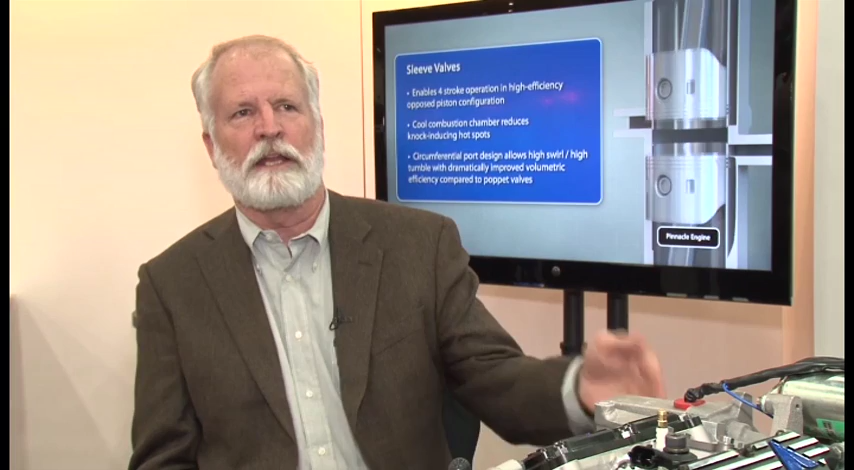 Sleeve Valves
• Enables 4 stroke operation in high-efficiency
opposed piston configuration
• Cool combustion chamber reduces
knock-inducing hot spots
• Circumferential port design allows high swirl / high
tumble with dramatically improved volumetric
efficiency compared to poppet valves
Pinnacle Engine